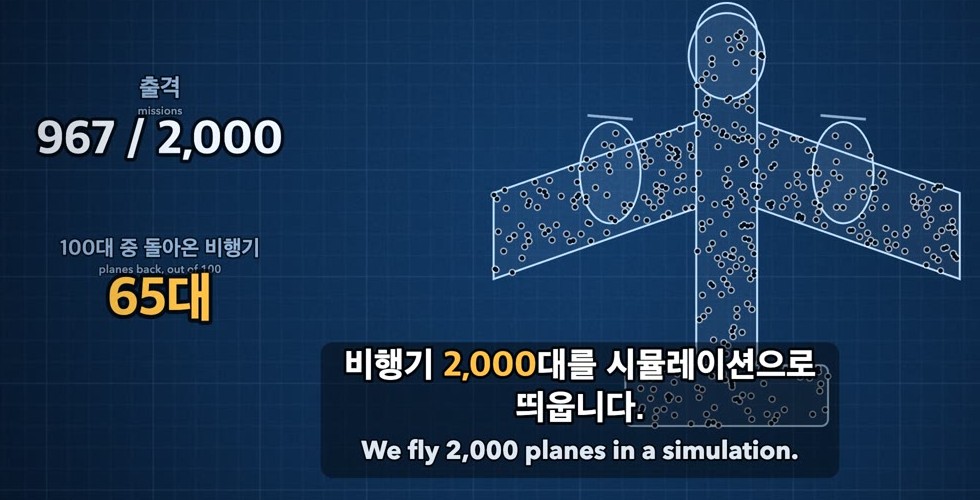 출격
missions
967 / 2,000
100대 중 돌아온 비행기
planes back, out of 100
65대
비행기 2,000대를 시뮬레이션으로
띄웁니다.
We fly 2,000 planes in a simulation.